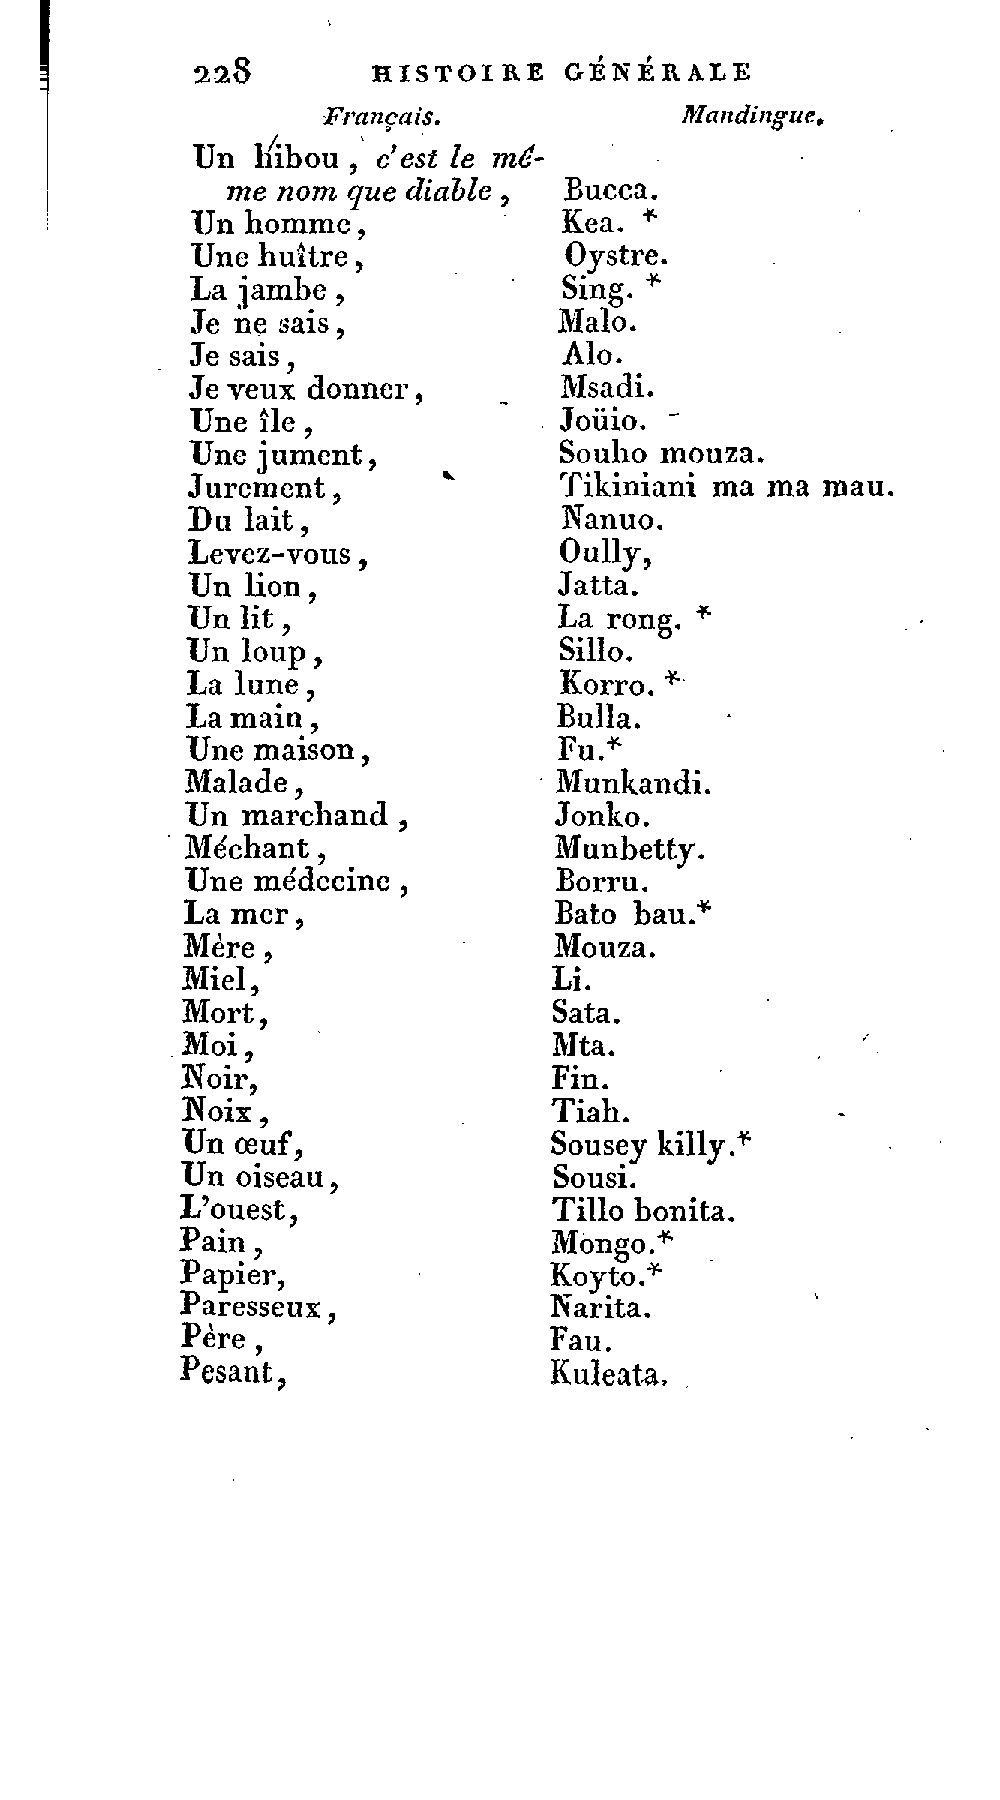 228 HISTOIRE GÉNÉRALE
Français. Mandingue.
Un hibou, c'est le mê-
me nom que diable, Bucca.
Un homme, Kea. *
Une huître, Oystre.
La jambe, Sing. *
Je ne sais, Malo.
Je sais, Alo.
Je veux donner, Msadi.
Une île, Joüio.
Une jument, Souho mouza.
Jurement, Tikiniani ma ma mau.
Du lait, Nanuo.
Levez-vous, Oully,
Un lion, Jatta.
Un lit, La rong. *
Un loup, Sillo.
La lune, Korro. *
La main, Bulla.
Une maison, Fu.*
Malade, Munkandi.
Un marchand, Jonko.
Méchant, Munbetty.
Une médecine, Borru.
La mer, Bato bau.*
Mère, Mouza.
Miel, Li.
Mort, Sata.
Moi, Mta.
Noir, Fin.
Noix, Tiah.
Un œuf, Sousey killy.*
Un oiseau, Sousi.
L'ouest, Tillo bonita.
Pain, Mongo.*
Papier, Koyto.*
Paresseux, Narita.
Père, Fau.
Pesant, Kuleata.